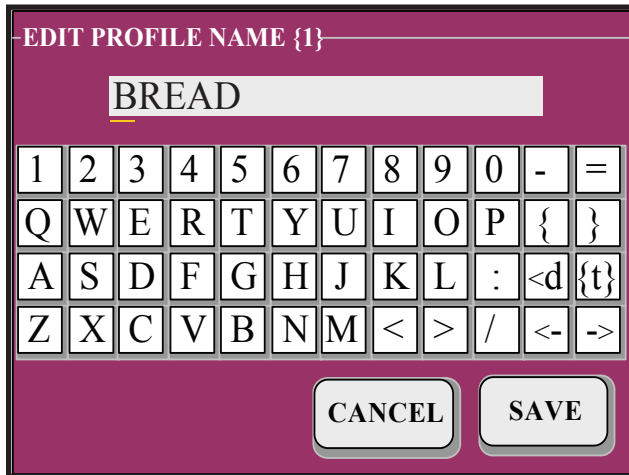 EDIT PROFILE NAME {1}
BREAD
1 2 3 4 5 6 7 8 9 0 - =
Q W E R T Y U I O P { }
A S D F G H J K L : <d {t}
Z X C V B N M < > / <- ->
CANCEL SAVE